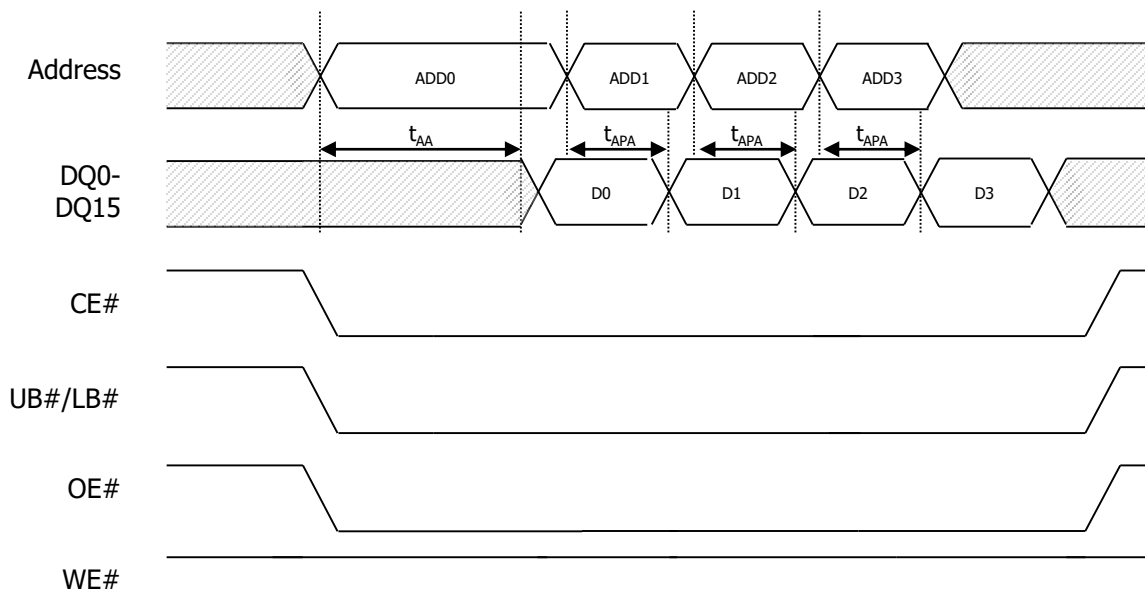 Address
ADD0 ADD1 ADD2 ADD3
tAA tAPA tAPA tAPA
DQ0-
DQ15
D0 D1 D2 D3
CE#
UB#/LB#
OE#
WE#